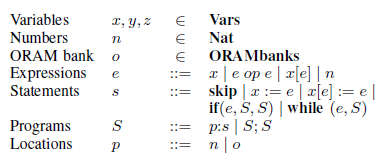 Variables x, y, z ∈ Vars
Numbers n ∈ Nat
ORAM bank o ∈ ORAMbanks
Expressions e ::= x | e op e | x[e] | n
Statements s ::= skip | x := e | x[e] := e |
if(e, S, S) | while (e, S)
Programs S ::= p:s | S; S
Locations p ::= n | o